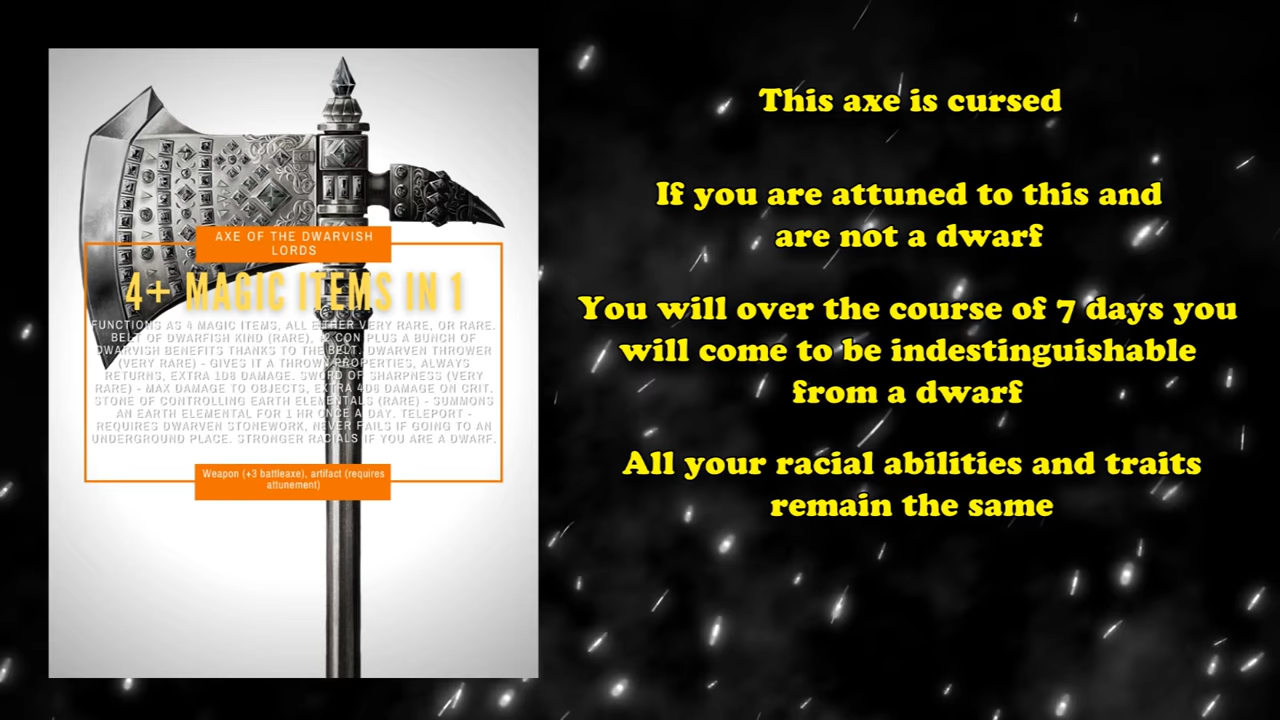 AXE OF THE DWARVISH
LORDS
4+ MAGIC ITEMS IN 1
FUNCTIONS AS 4 MAGIC ITEMS, ALL EITHER VERY RARE, OR RARE.
BELT OF DWARFISH KIND (RARE), +2 CON PLUS A BUNCH OF
DWARVISH BENEFITS THANKS TO THE BELT. DWARVEN THROWER
(VERY RARE) - GIVES IT A THROWN PROPERTIES, ALWAYS
RETURNS, EXTRA 1D8 DAMAGE. SWORD OF SHARPNESS (VERY
RARE) - MAX DAMAGE TO OBJECTS, EXTRA 4D6 DAMAGE ON CRIT.
STONE OF CONTROLLING EARTH ELEMENTALS (RARE) - SUMMONS
AN EARTH ELEMENTAL FOR 1 HR ONCE A DAY. TELEPORT -
REQUIRES DWARVEN STONEWORK, NEVER FAILS IF GOING TO AN
UNDERGROUND PLACE. STRONGER RACIALS IF YOU ARE A DWARF.
Weapon (+3 battleaxe), artifact (requires
attunement)
This axe is cursed
If you are attuned to this and
are not a dwarf
You will over the course of 7 days you
will come to be indestinguishable
from a dwarf
All your racial abilities and traits
remain the same